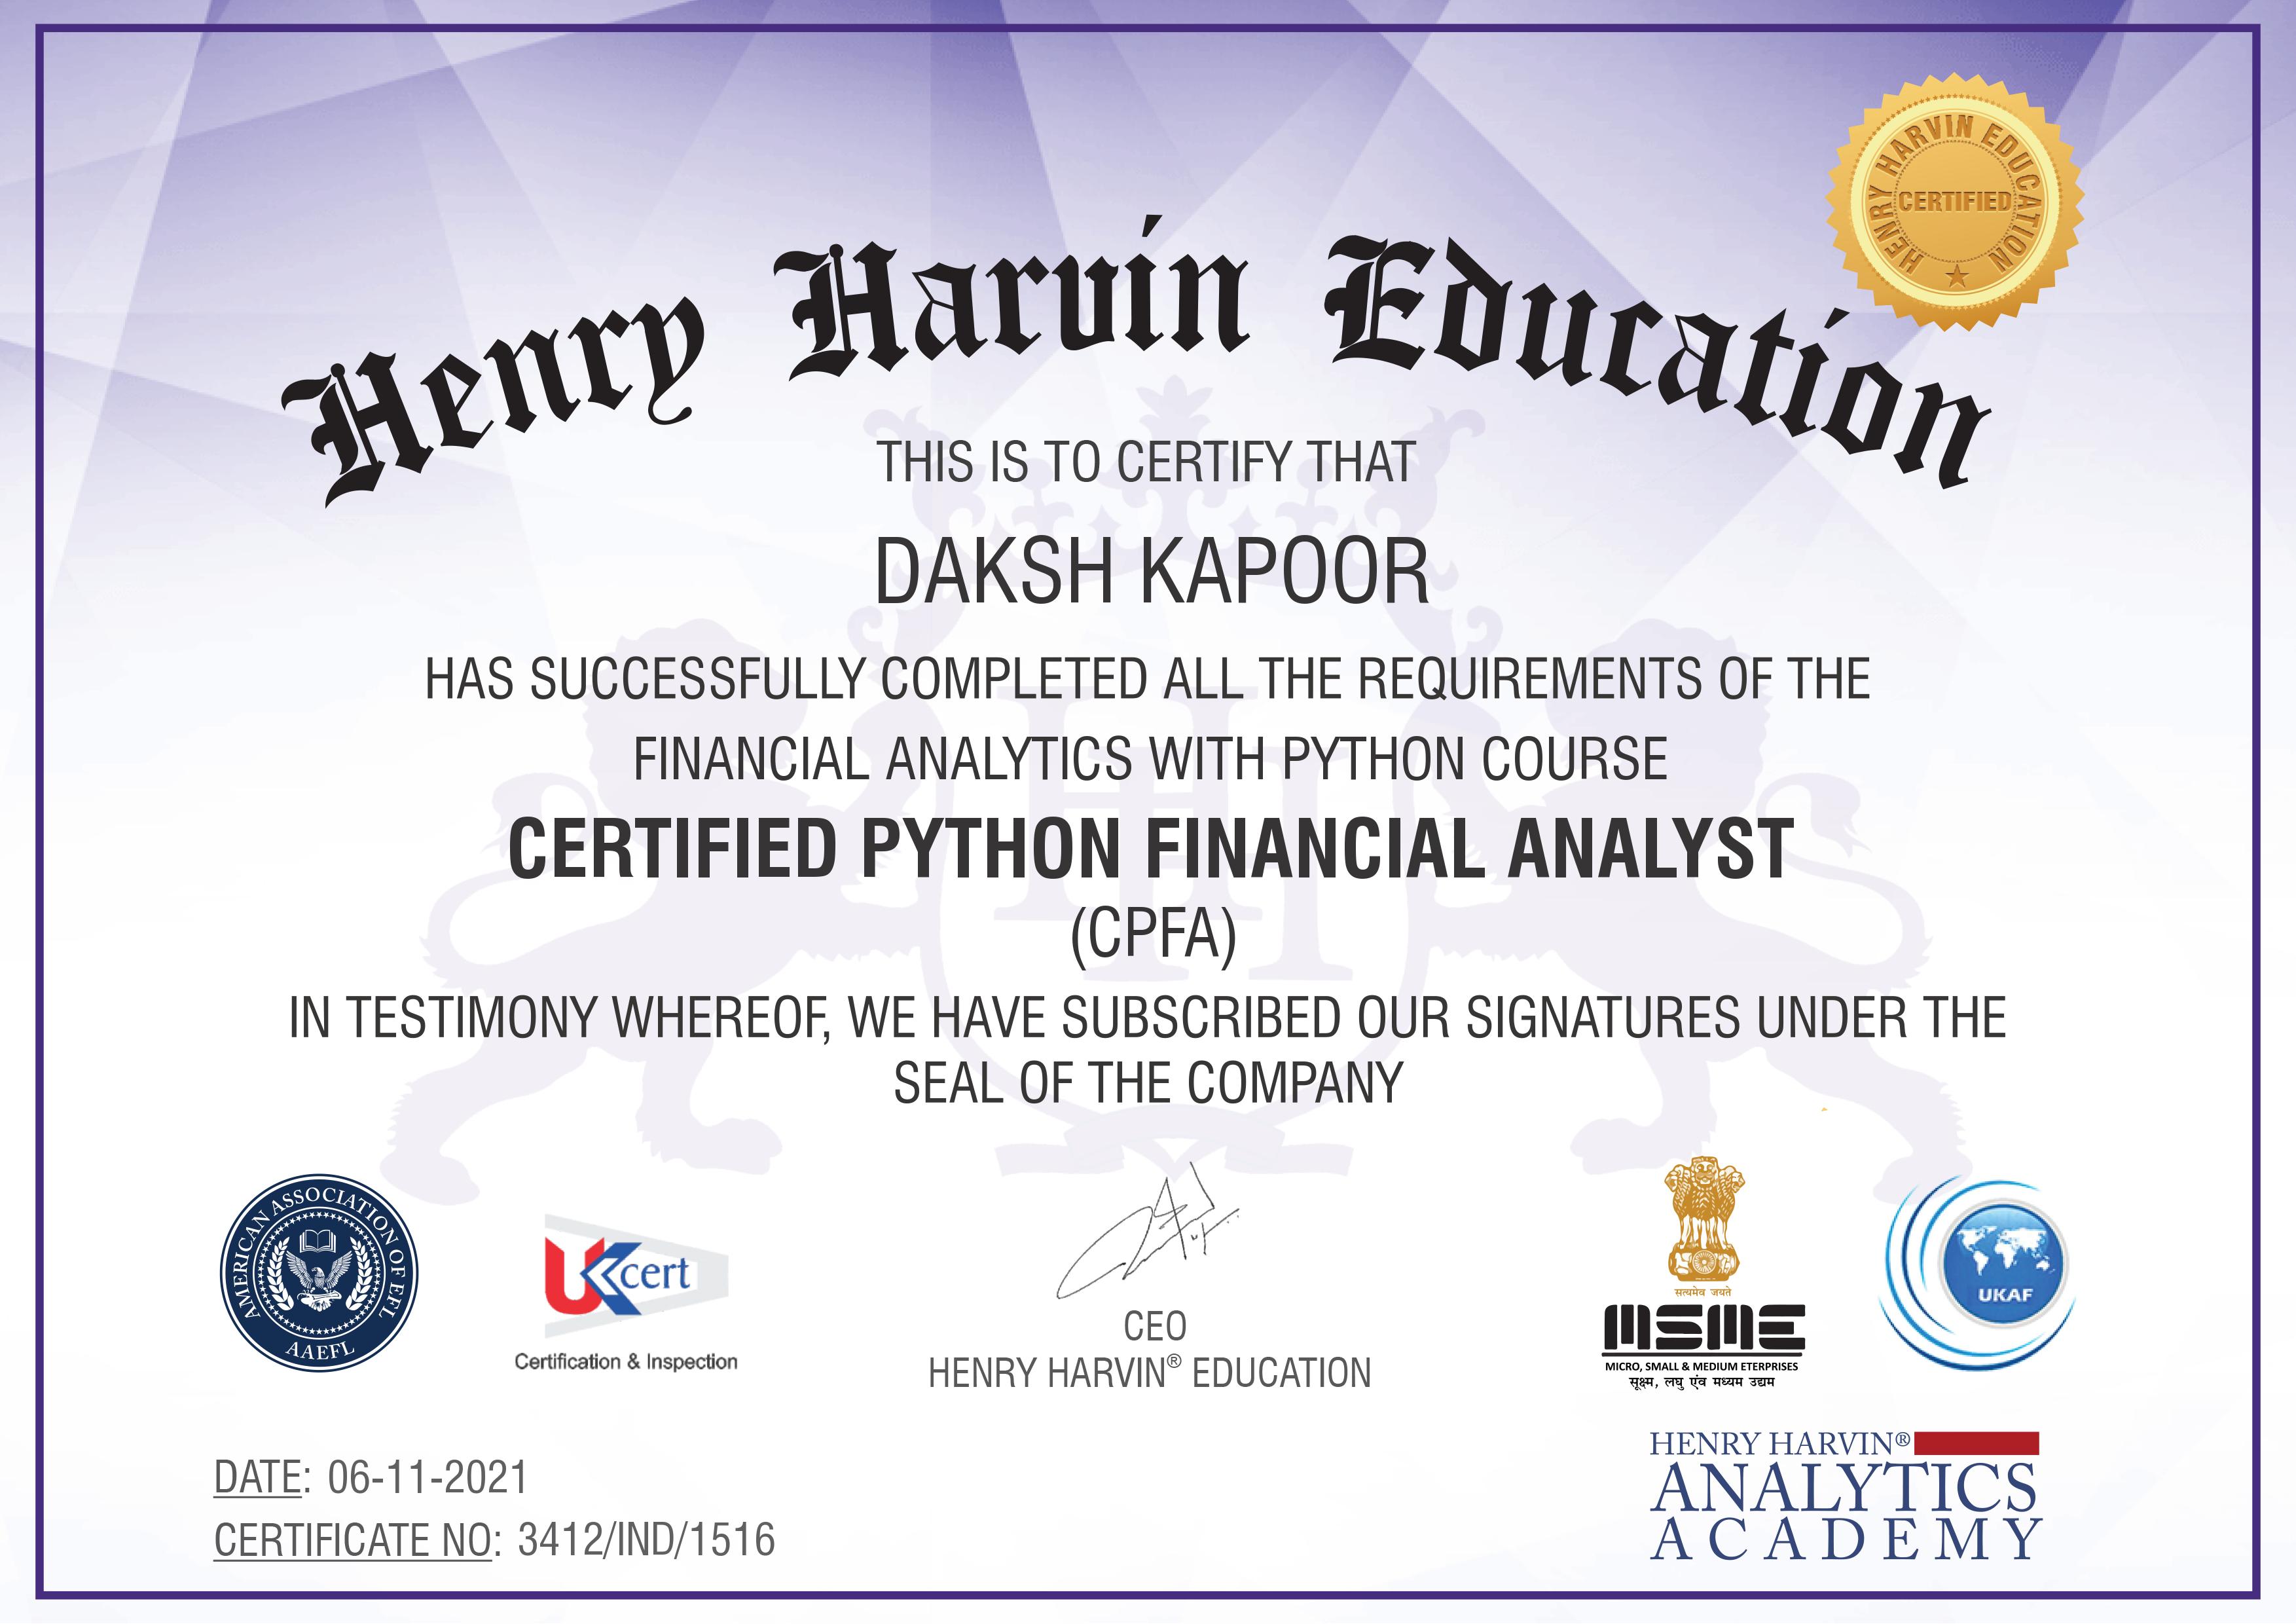 HENRY HARVIN EDUCATION
CERTIFIED
Henry Harvin Education
THIS IS TO CERTIFY THAT
DAKSH KAPOOR
HAS SUCCESSFULLY COMPLETED ALL THE REQUIREMENTS OF THE
FINANCIAL ANALYTICS WITH PYTHON COURSE
CERTIFIED PYTHON FINANCIAL ANALYST
(CPFA)
IN TESTIMONY WHEREOF, WE HAVE SUBSCRIBED OUR SIGNATURES UNDER THE
SEAL OF THE COMPANY
AMERICAN ASSOCIATION OF EFL
AAEFL
UKcert
Certification & Inspection
CEO
HENRY HARVIN® EDUCATION
सत्यमेव जयते
MSME
MICRO, SMALL & MEDIUM ETERPRISES
सूक्ष्म, लघु एंव मध्यम उद्यम
UKAF
HENRY HARVIN®
ANALYTICS
ACADEMY
DATE: 06-11-2021
CERTIFICATE NO: 3412/IND/1516